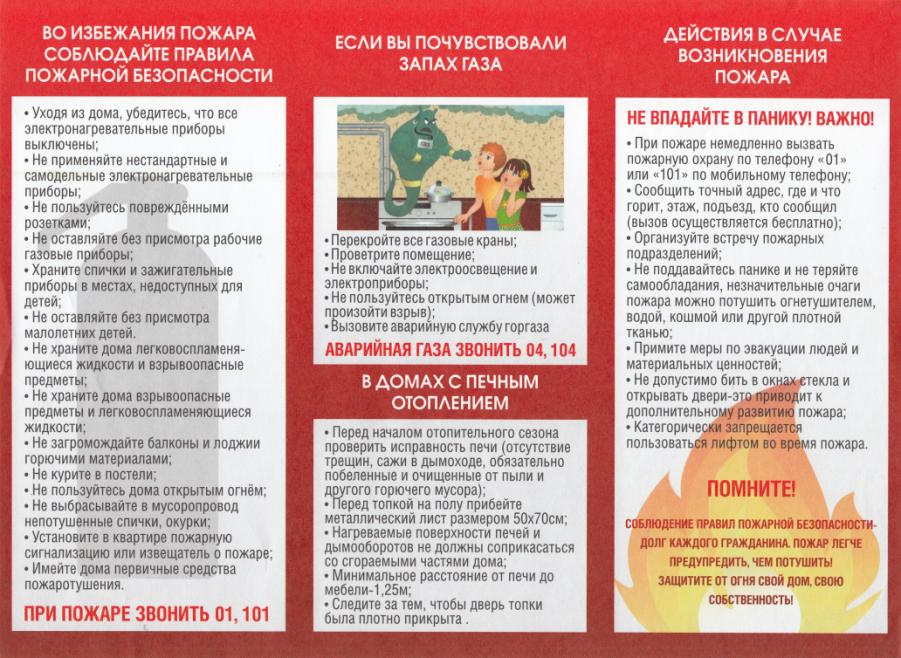 ВО ИЗБЕЖАНИЯ ПОЖАРА
СОБЛЮДАЙТЕ ПРАВИЛА
ПОЖАРНОЙ БЕЗОПАСНОСТИ
• Уходя из дома, убедитесь, что все
электронагревательные приборы
выключены;
• Не применяйте нестандартные и
самодельные электронагревательные
приборы;
• Не пользуйтесь повреждёнными
розетками;
• Не оставляйте без присмотра рабочие
газовые приборы;
• Храните спички и зажигательные
приборы в местах, недоступных для
детей;
• Не оставляйте без присмотра
малолетних детей.
• Не храните дома легковоспламеня-
ющиеся жидкости и взрывоопасные
предметы;
• Не храните дома взрывоопасные
предметы и легковоспламеняющиеся
жидкости;
• Не загромождайте балконы и лоджии
горючими материалами;
• Не курите в постели;
• Не пользуйтесь дома открытым огнём;
• Не выбрасывайте в мусоропровод
непотушенные спички, окурки;
• Установите в квартире пожарную
сигнализацию или извещатель о пожаре;
• Имейте дома первичные средства
пожаротушения.
ПРИ ПОЖАРЕ ЗВОНИТЬ 01, 101
ЕСЛИ ВЫ ПОЧУВСТВОВАЛИ
ЗАПАХ ГАЗА
• Перекройте все газовые краны;
• Проветрите помещение;
• Не включайте электроосвещение и
электроприборы;
• Не пользуйтесь открытым огнем (может
произойти взрыв);
• Вызовите аварийную службу горгаза
АВАРИЙНАЯ ГАЗА ЗВОНИТЬ 04, 104
В ДОМАХ С ПЕЧНЫМ
ОТОПЛЕНИЕМ
• Перед началом отопительного сезона
проверить исправность печи (отсутствие
трещин, сажи в дымоходе, обязательно
побеленные и очищенные от пыли и
другого горючего мусора);
• Перед топкой на полу прибейте
металлический лист размером 50х70см;
• Нагреваемые поверхности печей и
дымооборотов не должны соприкасаться
со сгораемыми частями дома;
• Минимальное расстояние от печи до
мебели-1,25м;
• Следите за тем, чтобы дверь топки
была плотно прикрыта .
ДЕЙСТВИЯ В СЛУЧАЕ
ВОЗНИКНОВЕНИЯ
ПОЖАРА
НЕ ВПАДАЙТЕ В ПАНИКУ! ВАЖНО!
• При пожаре немедленно вызвать
пожарную охрану по телефону «01»
или «101» по мобильному телефону;
• Сообщить точный адрес, где и что
горит, этаж, подъезд, кто сообщил
(вызов осуществляется бесплатно);
• Организуйте встречу пожарных
подразделений;
• Не поддавайтесь панике и не теряйте
самообладания, незначительные очаги
пожара можно потушить огнетушителем,
водой, кошмой или другой плотной
тканью;
• Примите меры по эвакуации людей и
материальных ценностей;
• Не допустимо бить в окнах стекла и
открывать двери-это приводит к
дополнительному развитию пожара;
• Категорически запрещается
пользоваться лифтом во время пожара.
ПОМНИТЕ!
СОБЛЮДЕНИЕ ПРАВИЛ ПОЖАРНОЙ БЕЗОПАСНОСТИ-
ДОЛГ КАЖДОГО ГРАЖДАНИНА. ПОЖАР ЛЕГЧЕ
ПРЕДУПРЕДИТЬ, ЧЕМ ПОТУШИТЬ!
ЗАЩИТИТЕ ОТ ОГНЯ СВОЙ ДОМ, СВОЮ
СОБСТВЕННОСТЬ!